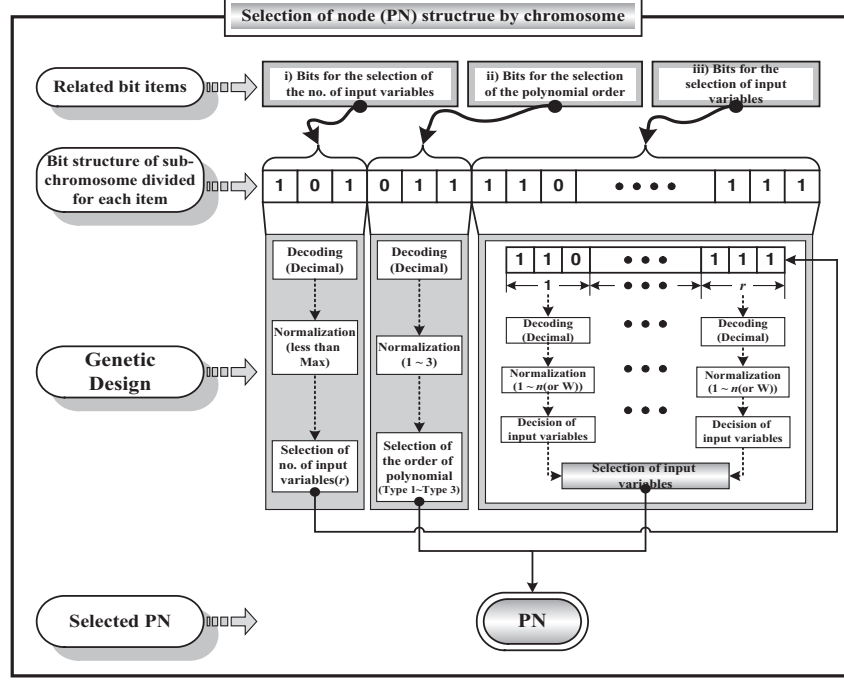 Selection of node (PN) structrue by chromosome
Related bit items
i) Bits for the selection of
the no. of input variables
ii) Bits for the selection
of the polynomial order
iii) Bits for the
selection of input
variables
Bit structure of sub-
chromosome divided
for each item
1 0 1 0 1 1 1 1 0 • • • • 1 1 1
Genetic
Design
Decoding
(Decimal)
Normalization
(less than
Max)
Selection of
no. of input
variables(r)
Decoding
(Decimal)
Normalization
(1 ~ 3)
Selection of
the order of
polynomial
(Type 1~Type 3)
1 1 0 • • • 1 1 1
1 • • • r
Decoding
(Decimal)
Normalization
(1 ~ n(or W))
Decision of
input variables
• • •
• • •
• • •
Decoding
(Decimal)
Normalization
(1 ~ n(or W))
Decision of
input variables
Selection of input
variables
Selected PN
PN